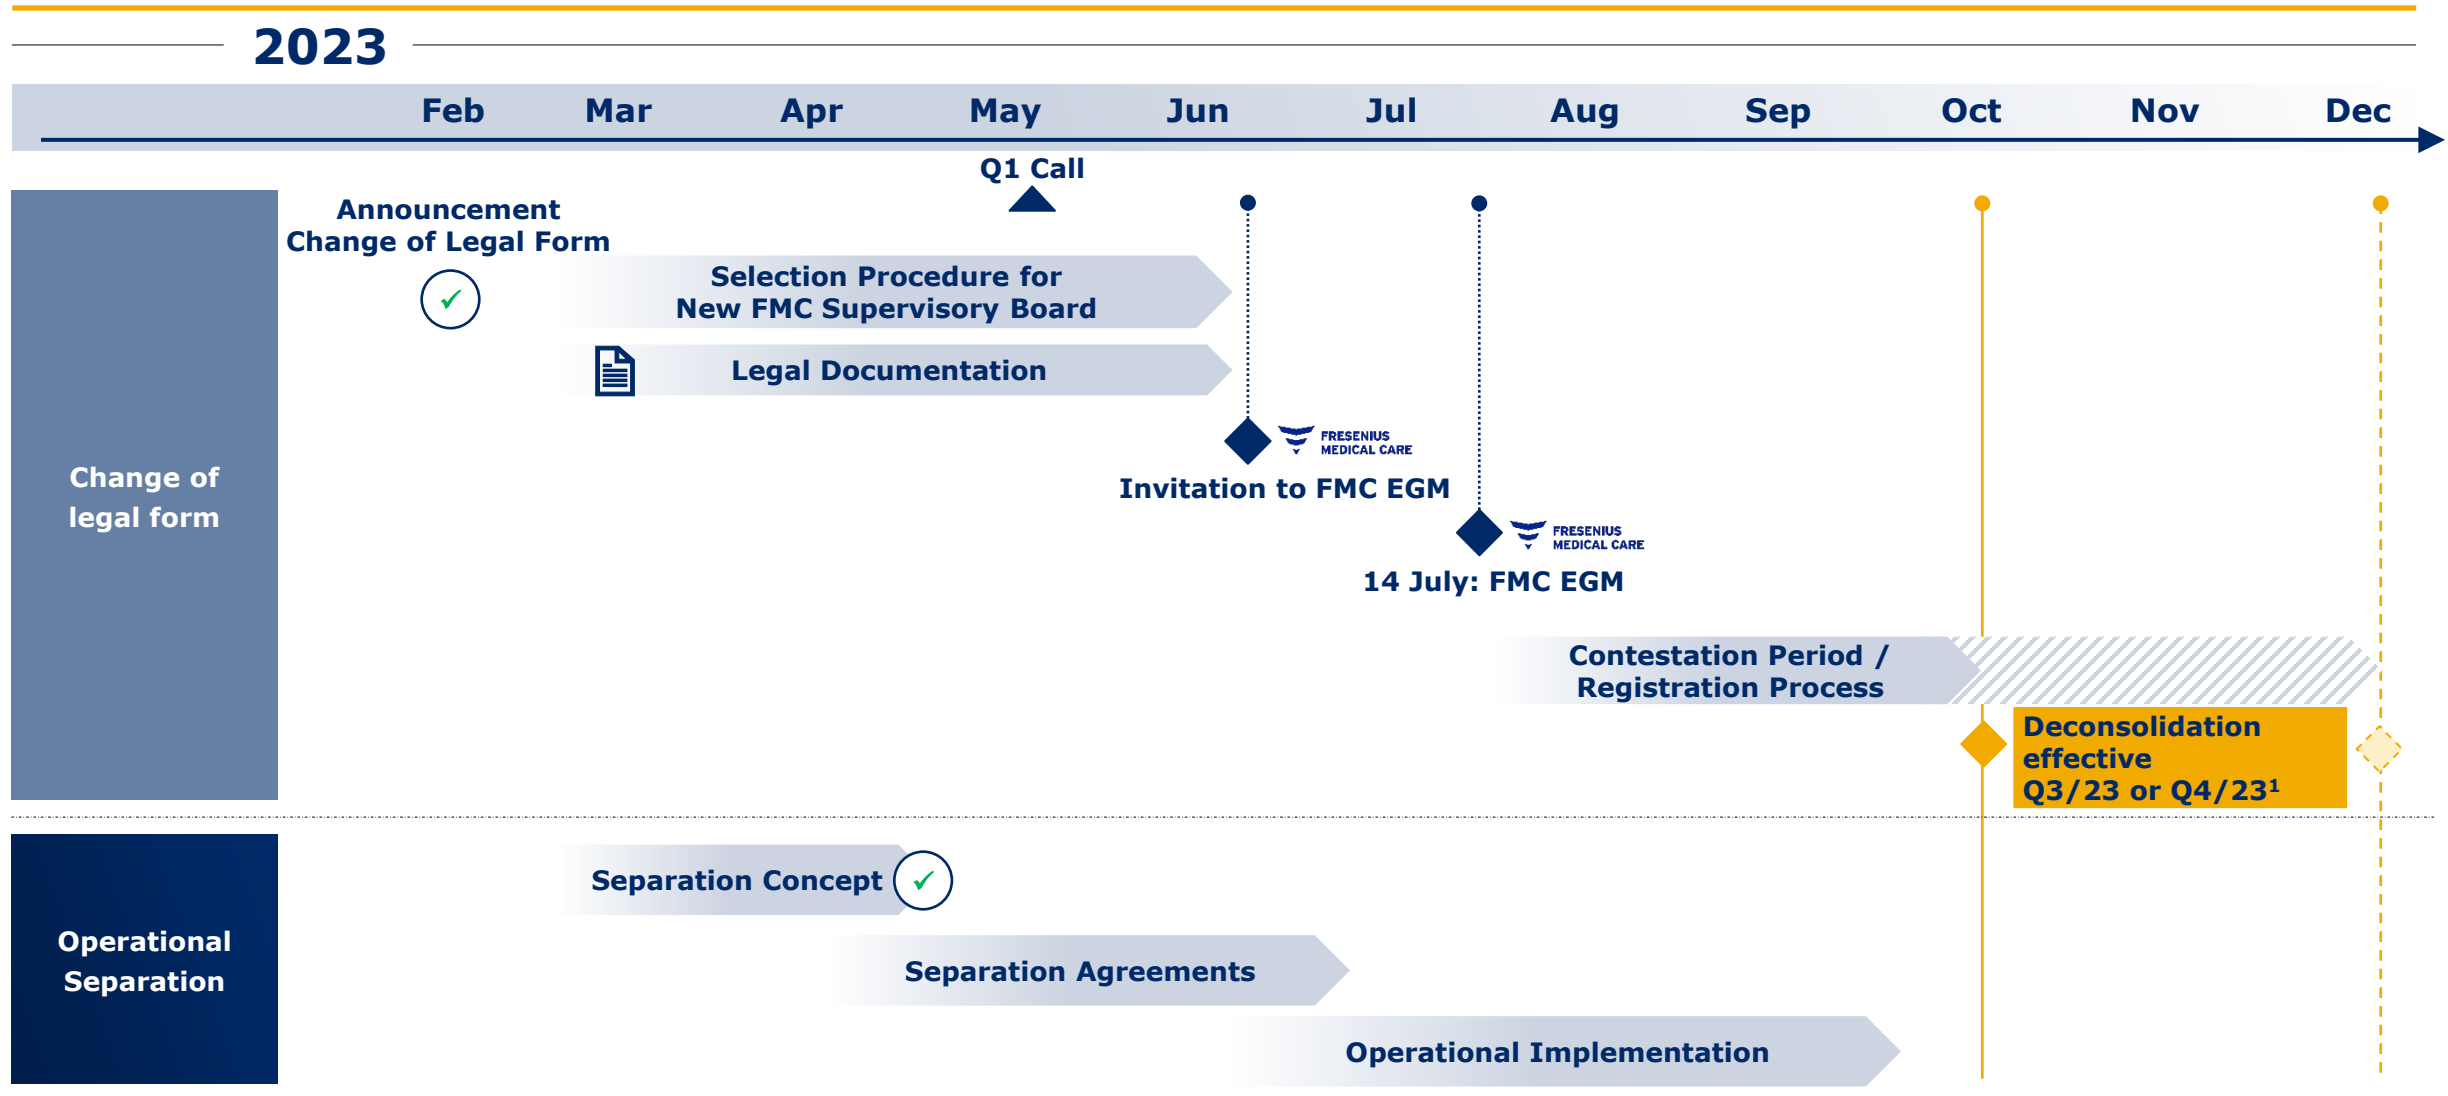 2023
Feb Mar Apr May Jun Jul Aug Sep Oct Nov Dec
Q1 Call
Announcement
Change of Legal Form
Selection Procedure for
New FMC Supervisory Board
Legal Documentation
FRESENIUS
MEDICAL CARE
Invitation to FMC EGM
Change of
legal form
FRESENIUS
MEDICAL CARE
14 July: FMC EGM
Contestation Period /
Registration Process
Deconsolidation
effective
Q3/23 or Q4/23¹
Separation Concept
Operational
Separation
Separation Agreements
Operational Implementation